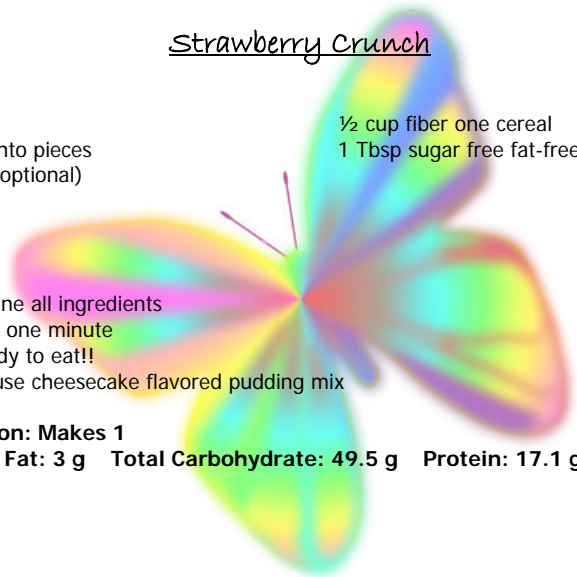 Strawberry Crunch
½ cup fiber one cereal
nto pieces
1 Tbsp sugar free fat-free
optional)
ne all ingredients
one minute
dy to eat!!
use cheesecake flavored pudding mix
on: Makes 1
Fat: 3 g Total Carbohydrate: 49.5 g Protein: 17.1 g